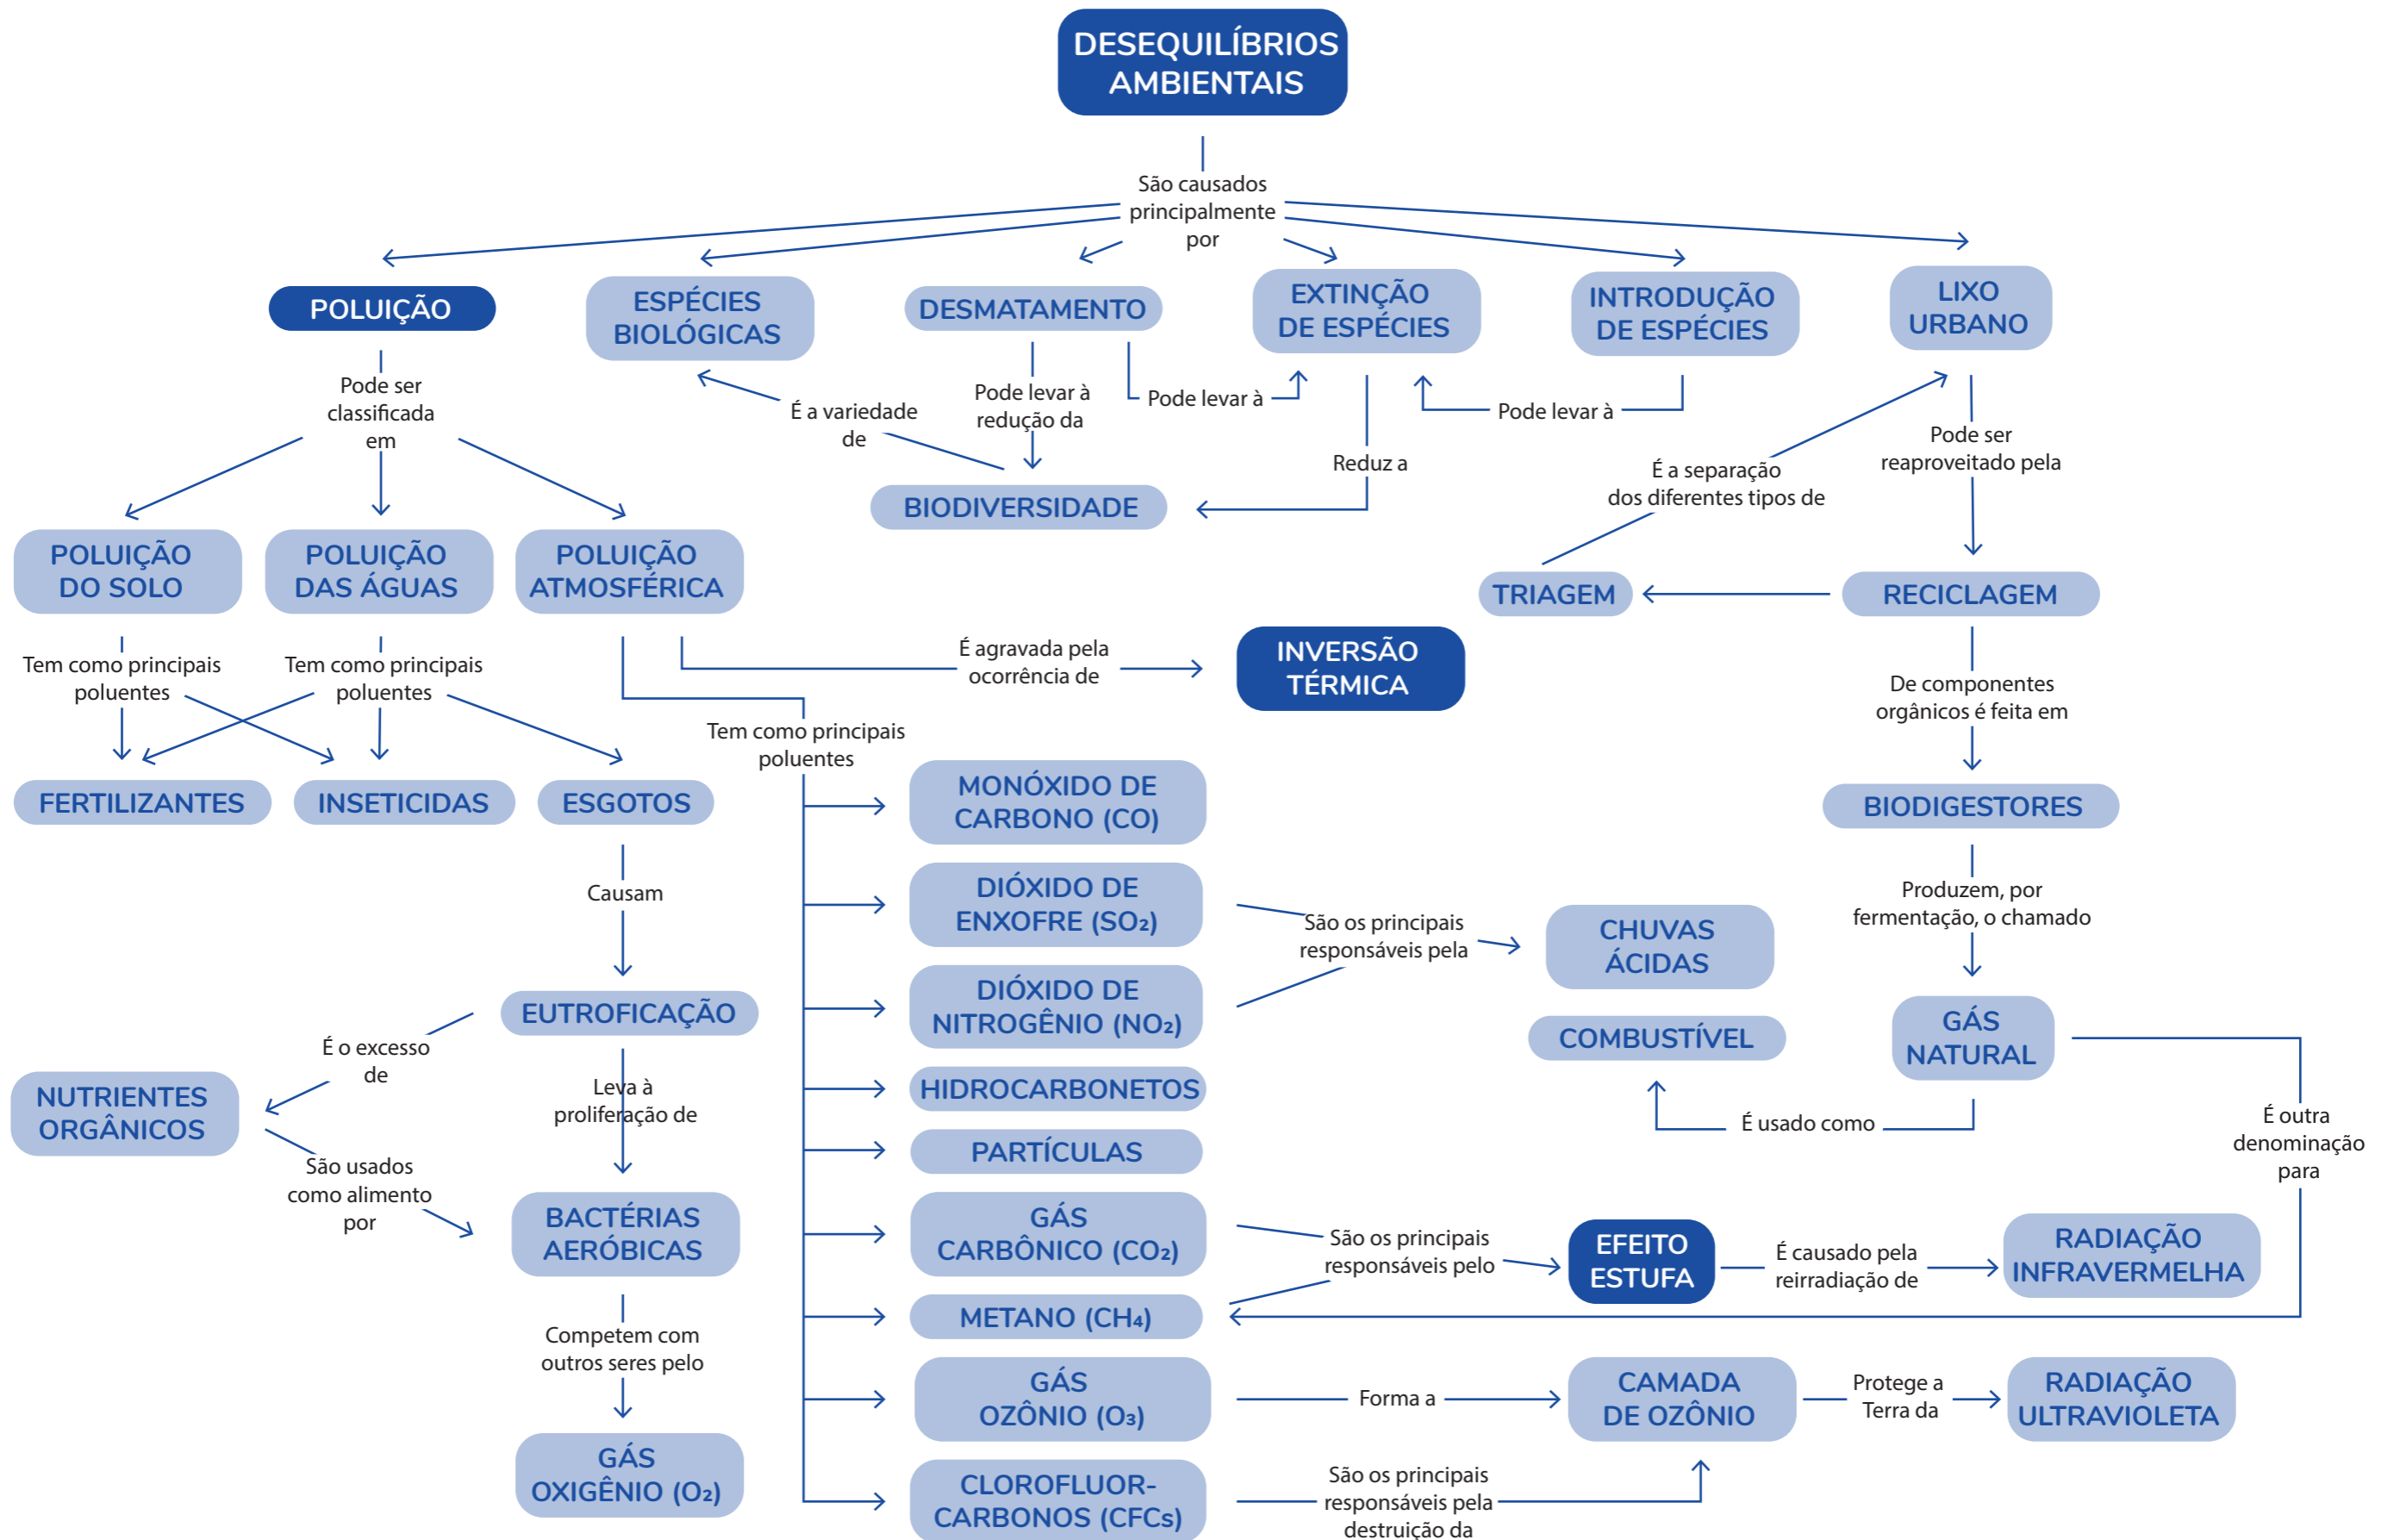 DESEQUILÍBRIOS
AMBIENTAIS
São causados
principalmente
por
POLUIÇÃO
ESPÉCIES
BIOLÓGICAS
DESMATAMENTO
EXTINÇÃO
DE ESPÉCIES
INTRODUÇÃO
DE ESPÉCIES
LIXO
URBANO
Pode ser
classificada
em
É a variedade
de
Pode levar à
redução da
Pode levar à
Reduz a
Pode levar à
É a separação
dos diferentes tipos de
Pode ser
reaproveitado pela
BIODIVERSIDADE
POLUIÇÃO
DO SOLO
POLUIÇÃO
DAS ÁGUAS
POLUIÇÃO
ATMOSFÉRICA
TRIAGEM
RECICLAGEM
Tem como principais
poluentes
Tem como principais
poluentes
É agravada pela
ocorrência de
INVERSÃO
TÉRMICA
De componentes
orgânicos é feita em
Tem como principais
poluentes
FERTILIZANTES
INSETICIDAS
ESGOTOS
MONÓXIDO DE
CARBONO (CO)
BIODIGESTORES
Causam
DIÓXIDO DE
ENXOFRE (SO₂)
São os principais
responsáveis pela
CHUVAS
ÁCIDAS
Produzem, por
fermentação, o chamado
EUTROFICAÇÃO
DIÓXIDO DE
NITROGÊNIO (NO₂)
COMBUSTÍVEL
GÁS
NATURAL
É o excesso
de
NUTRIENTES
ORGÂNICOS
Leva à
proliferação de
HIDROCARBONETOS
É usado como
É outra
denominação
para
PARTÍCULAS
São usados
como alimento
por
BACTÉRIAS
AERÓBICAS
GÁS
CARBÔNICO (CO₂)
São os principais
responsáveis pelo
EFEITO
ESTUFA
É causado pela
reirradiação de
RADIAÇÃO
INFRAVERMELHA
METANO (CH₄)
Competem com
outros seres pelo
GÁS
OZÔNIO (O₃)
Forma a
CAMADA
DE OZÔNIO
Protege a
Terra da
RADIAÇÃO
ULTRAVIOLETA
GÁS
OXIGÊNIO (O₂)
CLOROFLUOR-
CARBONOS (CFCs)
São os principais
responsáveis pela
destruição da